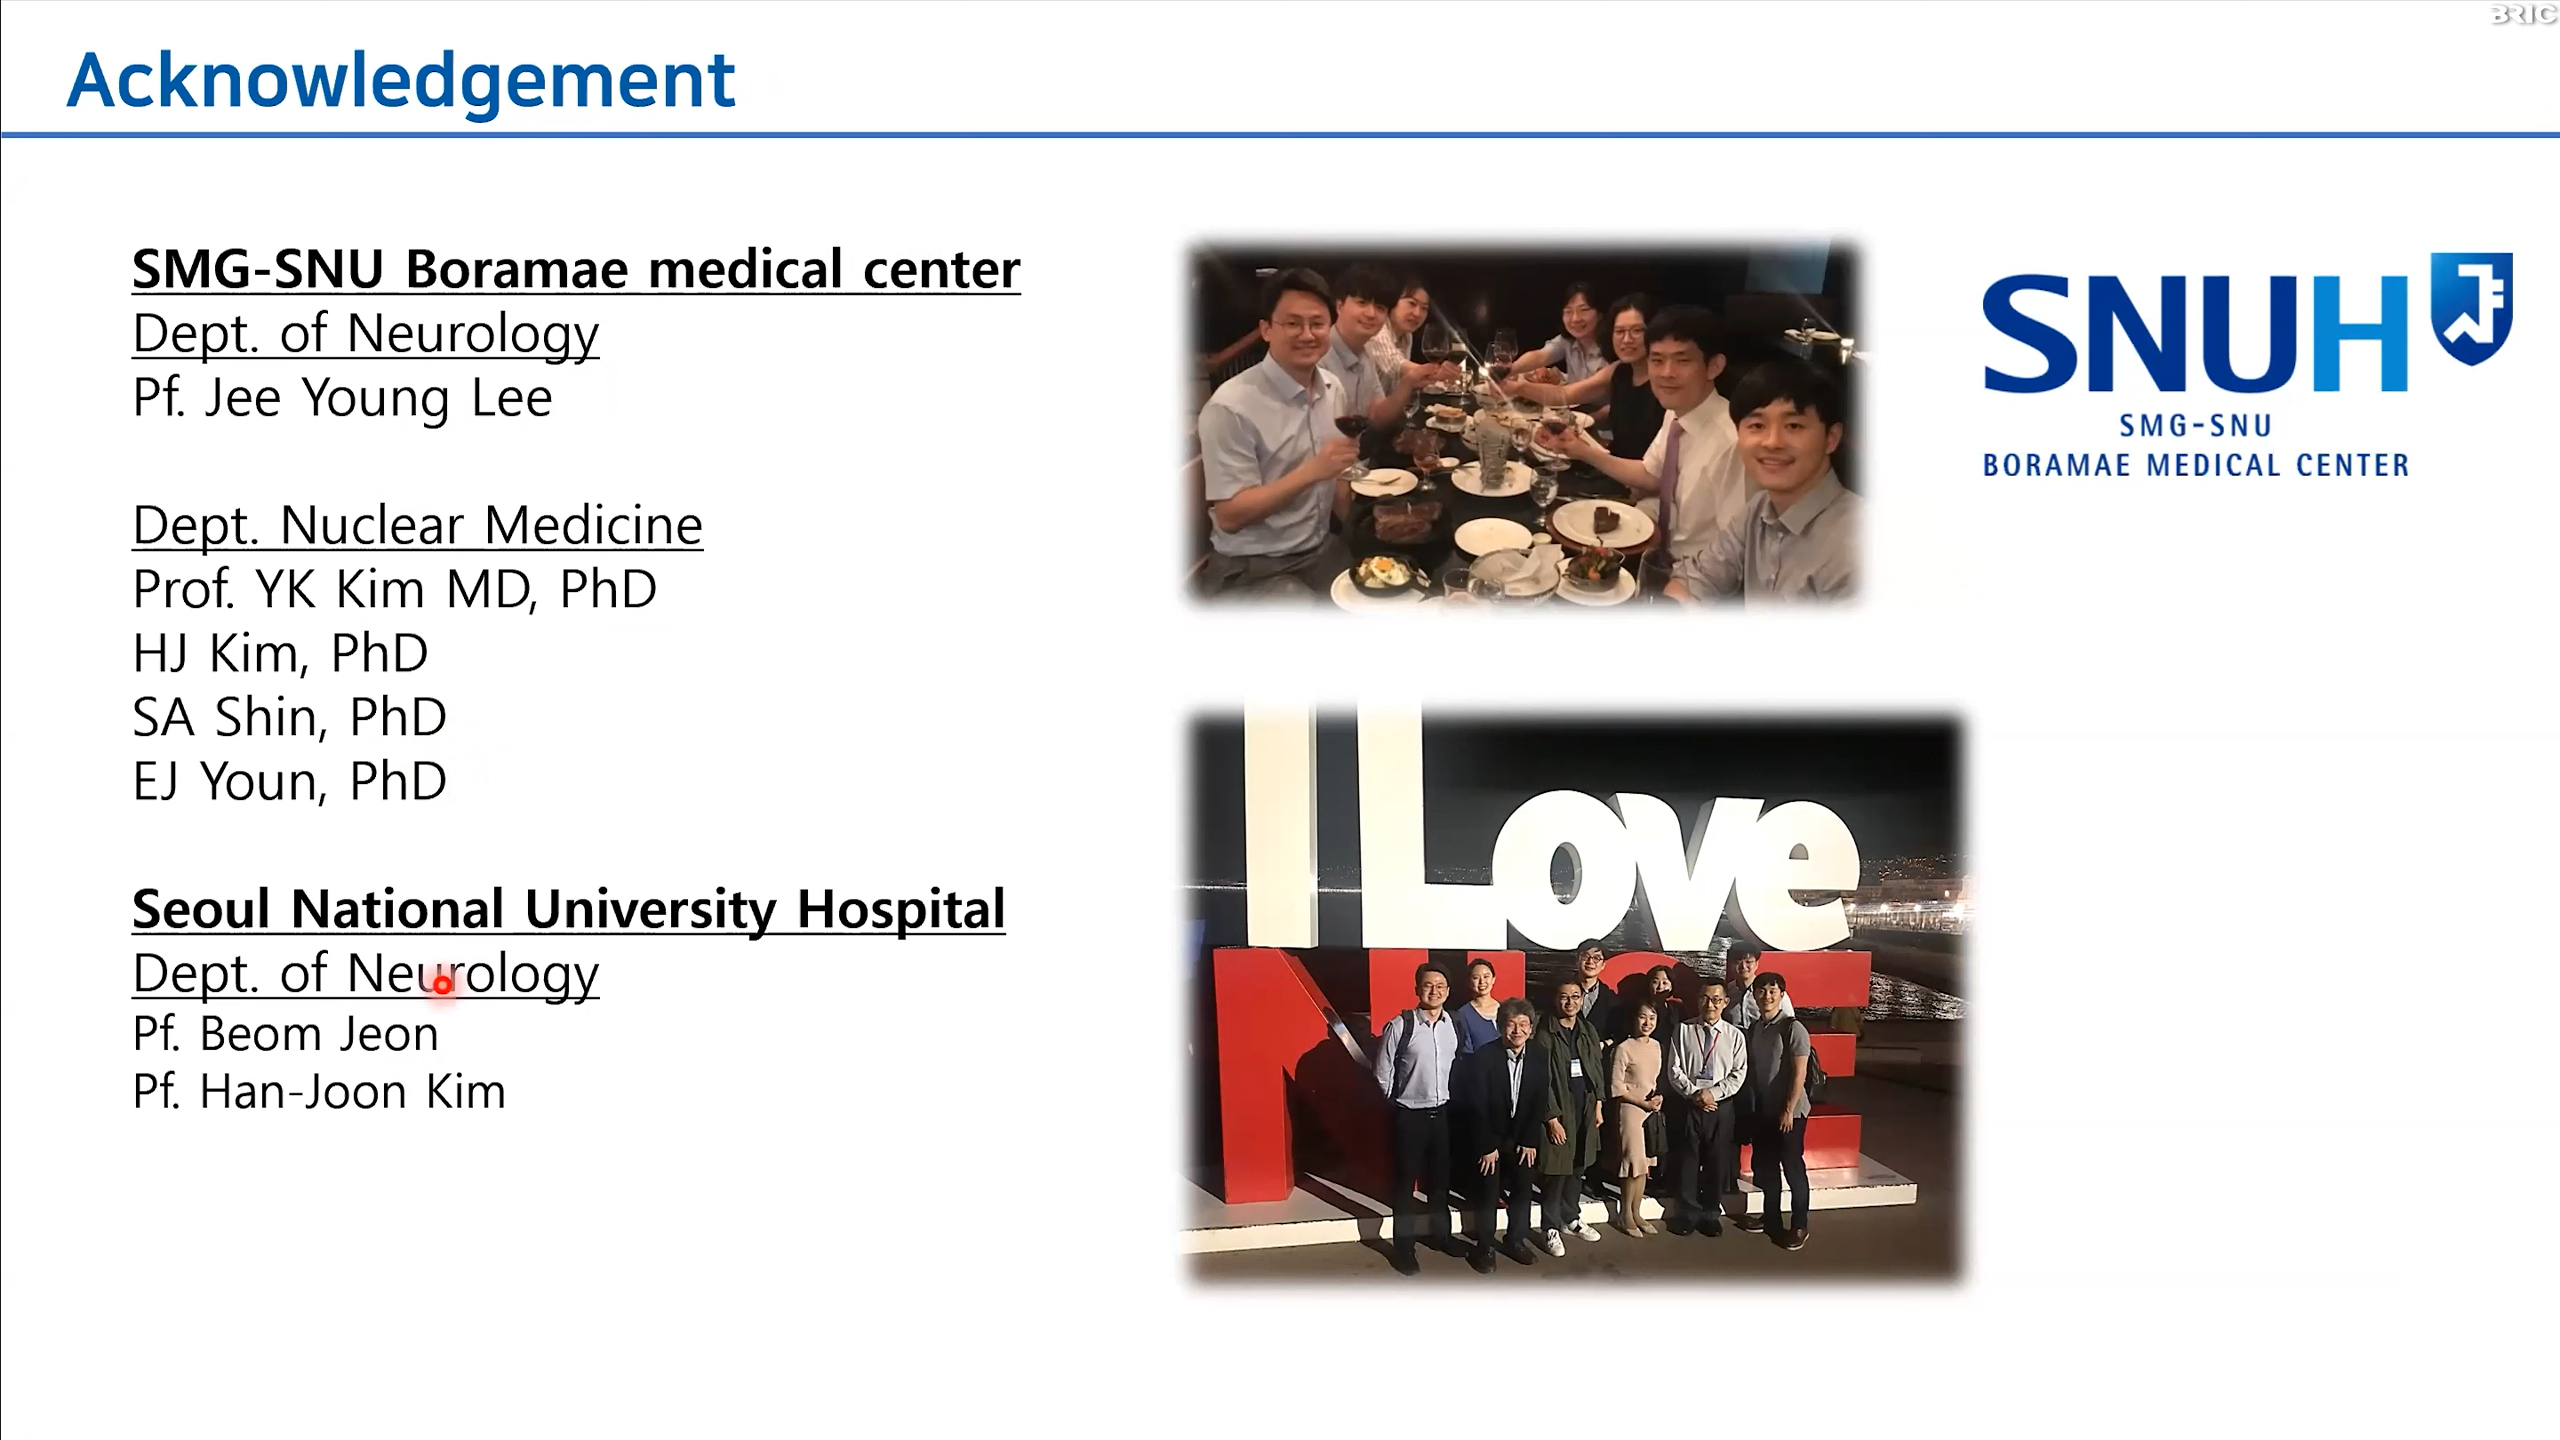 BRIC
Acknowledgement
SMG-SNU Boramae medical center
Dept. of Neurology
Pf. Jee Young Lee
Dept. Nuclear Medicine
Prof. YK Kim MD, PhD
HJ Kim, PhD
SA Shin, PhD
EJ Youn, PhD
Seoul National University Hospital
Dept. of Neurology
Pf. Beom Jeon
Pf. Han-Joon Kim
SNUH
SMG-SNU
BORAMAE MEDICAL CENTER
I Love
NICE